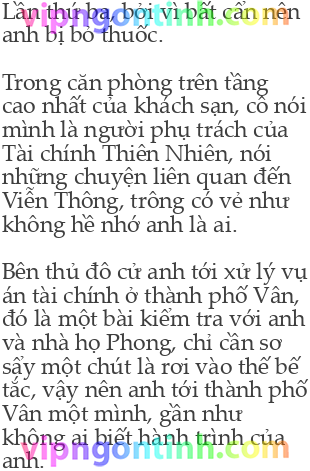 Lần thứ ba, bởi vì bất cẩn nên
vipngontinh.com
anh bị bỏ thuốc.
Trong căn phòng trên tầng
cao nhất của khách sạn, cô nói
mình là người phụ trách của
Tài chính Thiên Nhiên, nói
những chuyện liên quan đến
Viễn Thông, trông có vẻ như
không hề nhớ anh là ai.
Bên thủ đô cử anh tới xử lý vụ
án tài chính ở thành phố Vân,
đó là một bài kiểm tra với anh
và nhà họ Phong, chỉ cần sơ
sẩy một chút là rơi vào thế bế
tắc, vậy nên anh tới thành phố
Vân một mình, gần như
không ai biết hành trình của
vipngontinh.com
anh.